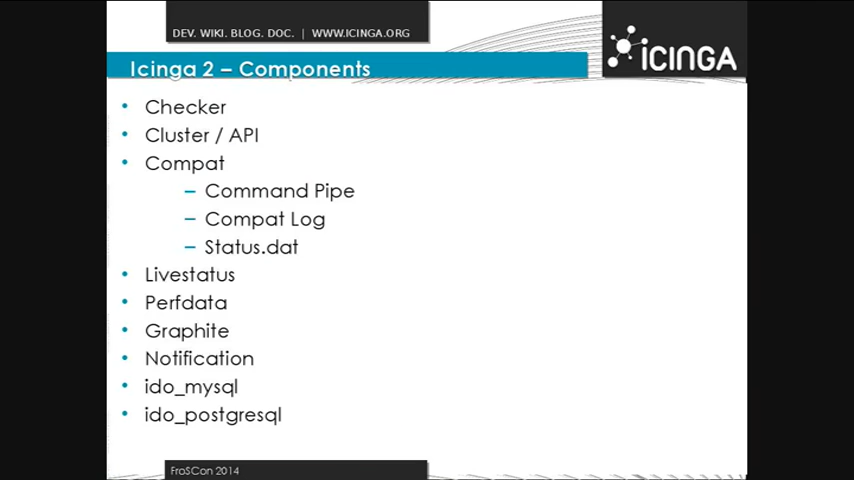 DEV. WIKI. BLOG. DOC. | WWW.ICINGA.ORG
ICINGA
Icinga 2 – Components
• Checker
• Cluster / API
• Compat
– Command Pipe
– Compat Log
– Status.dat
• Livestatus
• Perfdata
• Graphite
• Notification
• ido_mysql
• ido_postgresql
FroSCon 2014